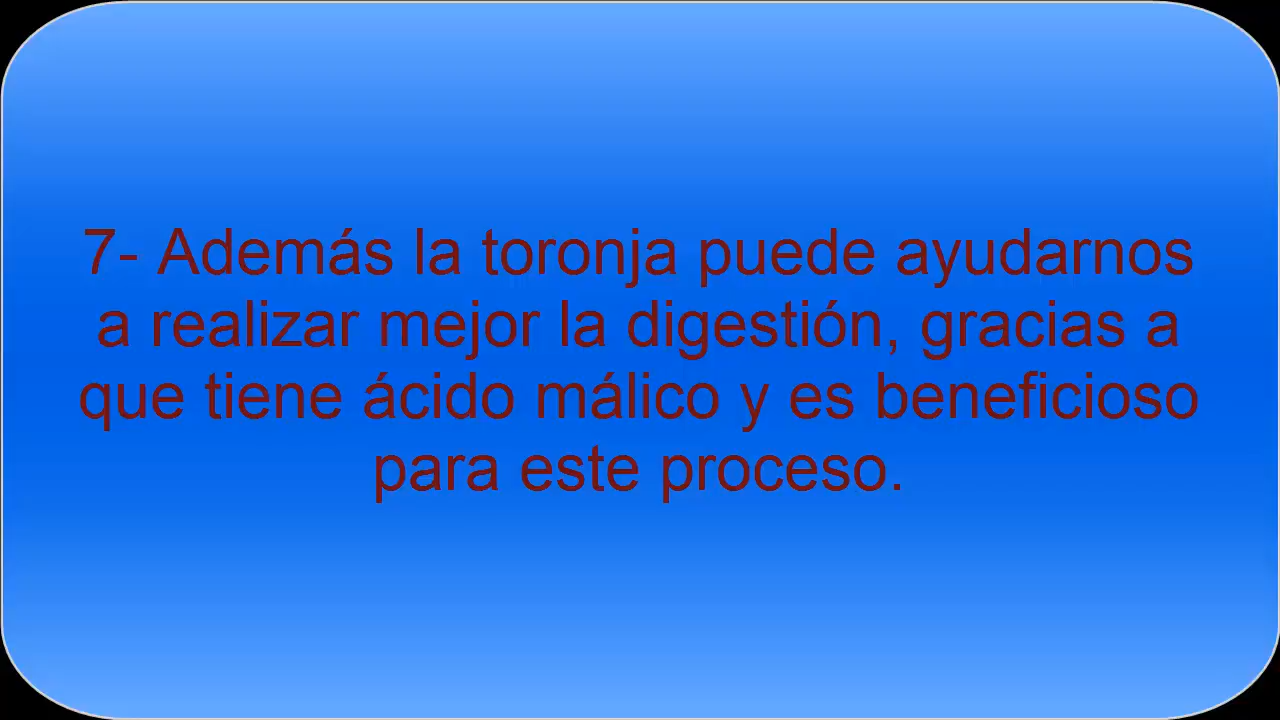 7- Además la toronja puede ayudarnos
a realizar mejor la digestión, gracias a
que tiene ácido málico y es beneficioso
para este proceso.